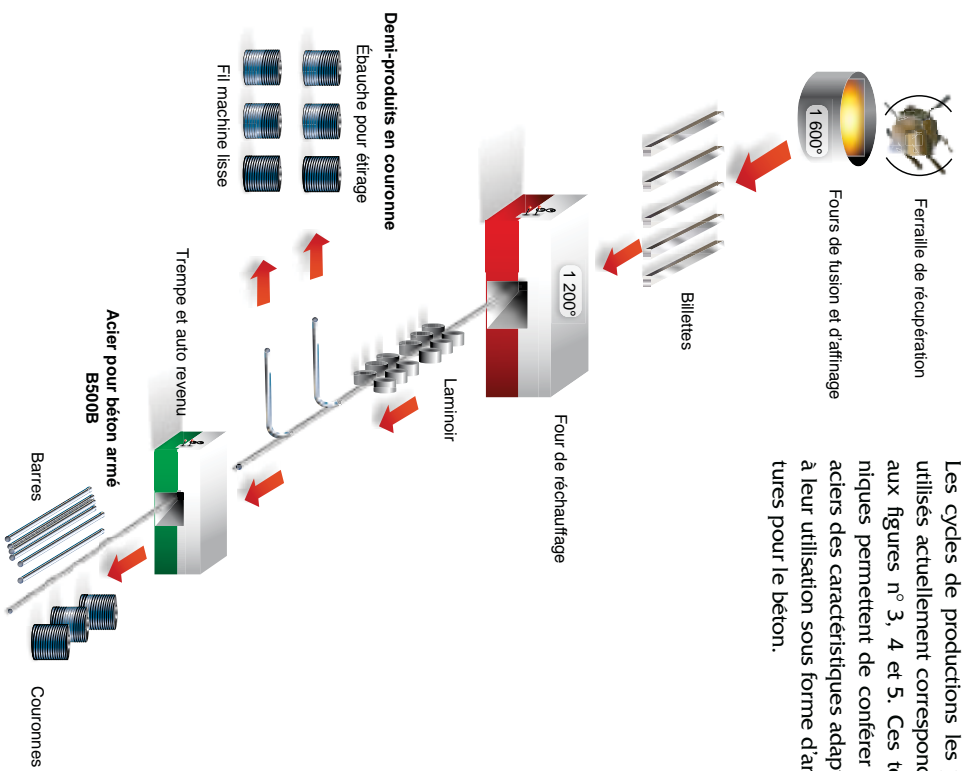 Ferraille de récupération
Fours de fusion et d'affinage
1 600°
Billettes
Four de réchauffage
1 200°
Laminoir
Demi-produits en couronne
Ébauche pour étirage
Fil machine lisse
Trempe et auto revenu
Acier pour béton armé
B500B
Barres
Couronnes
Les cycles de productions les
utilisés actuellement correspond
aux figures n° 3, 4 et 5. Ces te
niques permettent de conférer
aciers des caractéristiques adap
à leur utilisation sous forme d'ar
tures pour le béton.